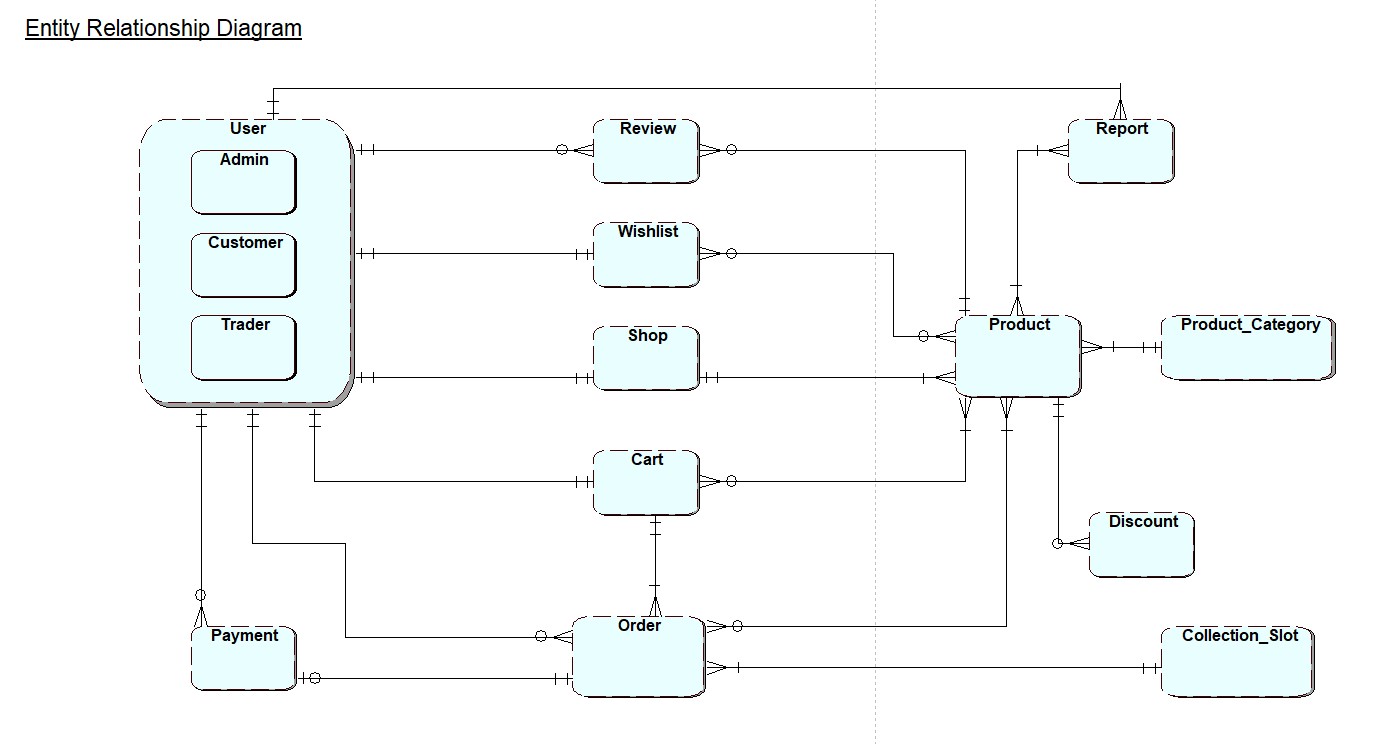 Entity Relationship Diagram
User
Review
Report
Admin
Wishlist
Customer
Trader
Product
Product_Category
Shop
Cart
Discount
Order
Payment
Collection_Slot